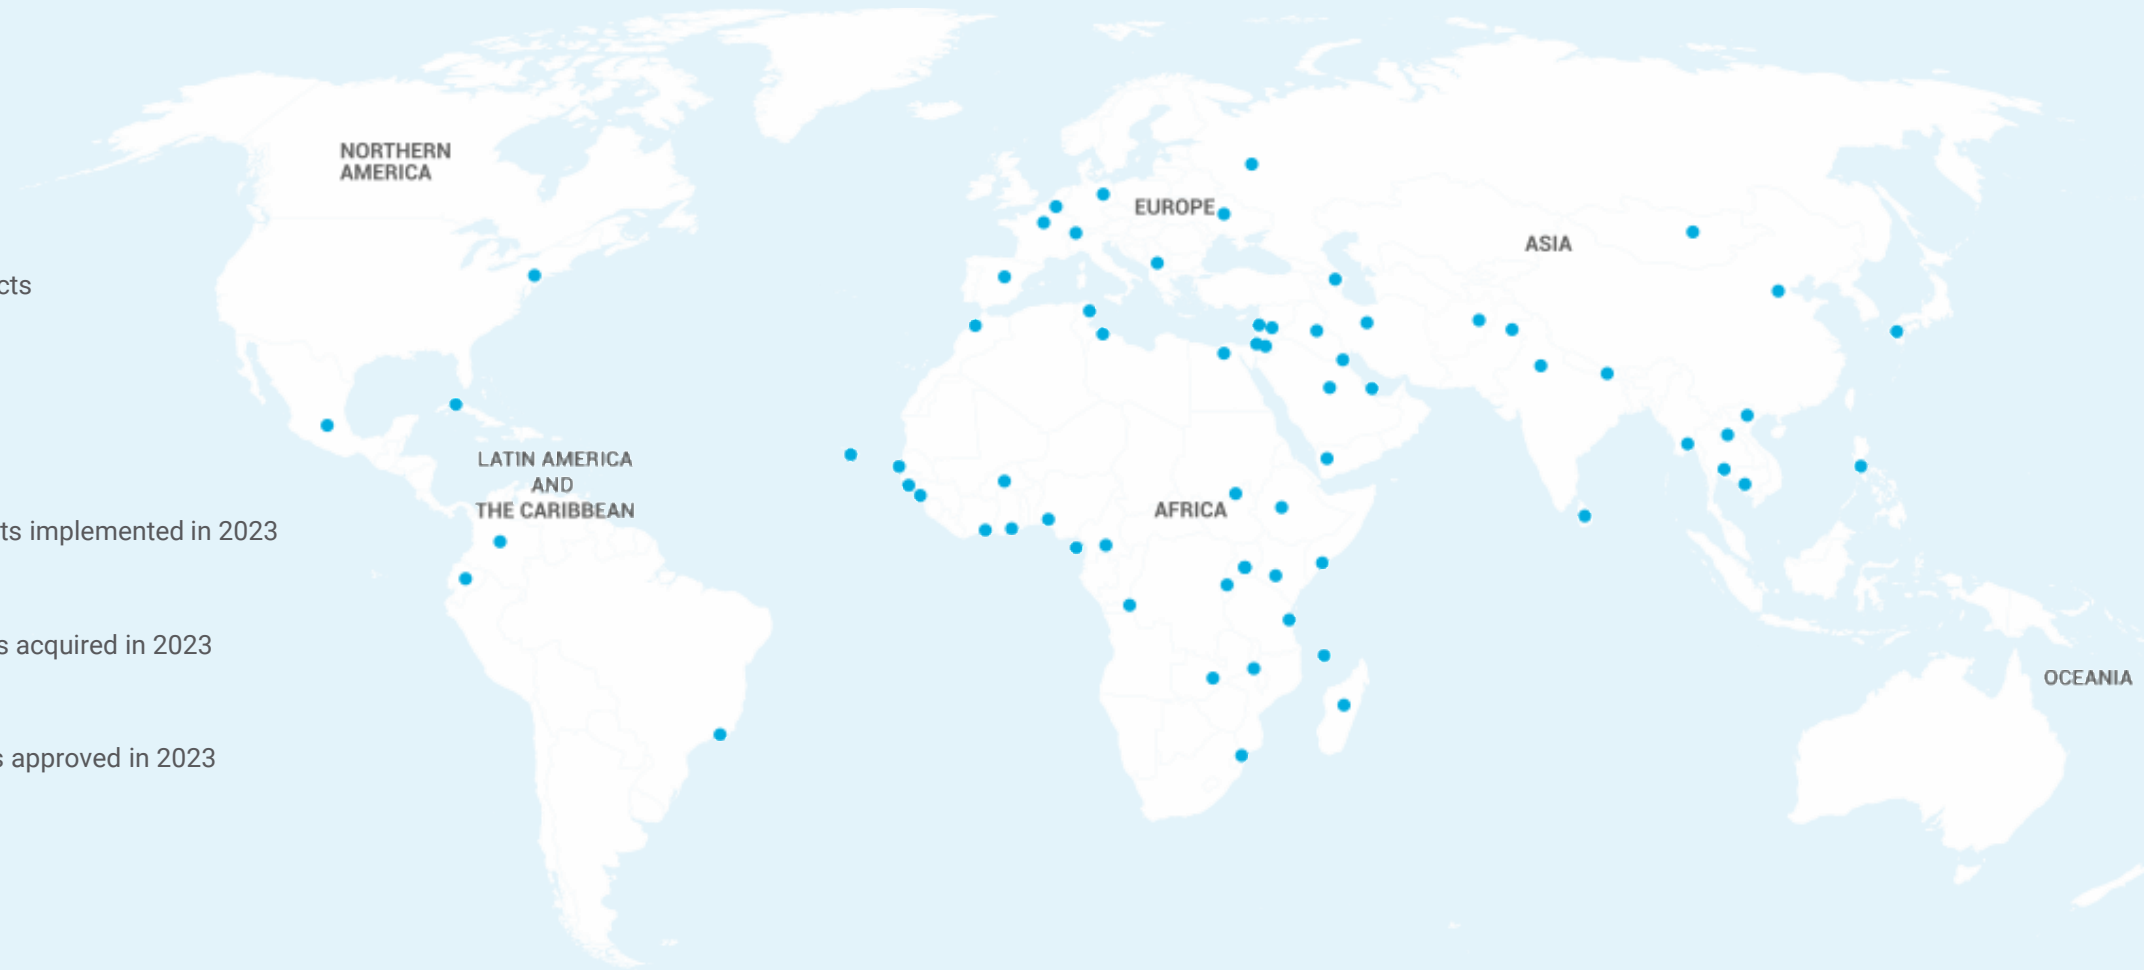 NORTHERN
AMERICA
EUROPE
ASIA
cts
LATIN AMERICA
AND
THE CARIBBEAN
AFRICA
ts implemented in 2023
s acquired in 2023
OCEANIA
s approved in 2023